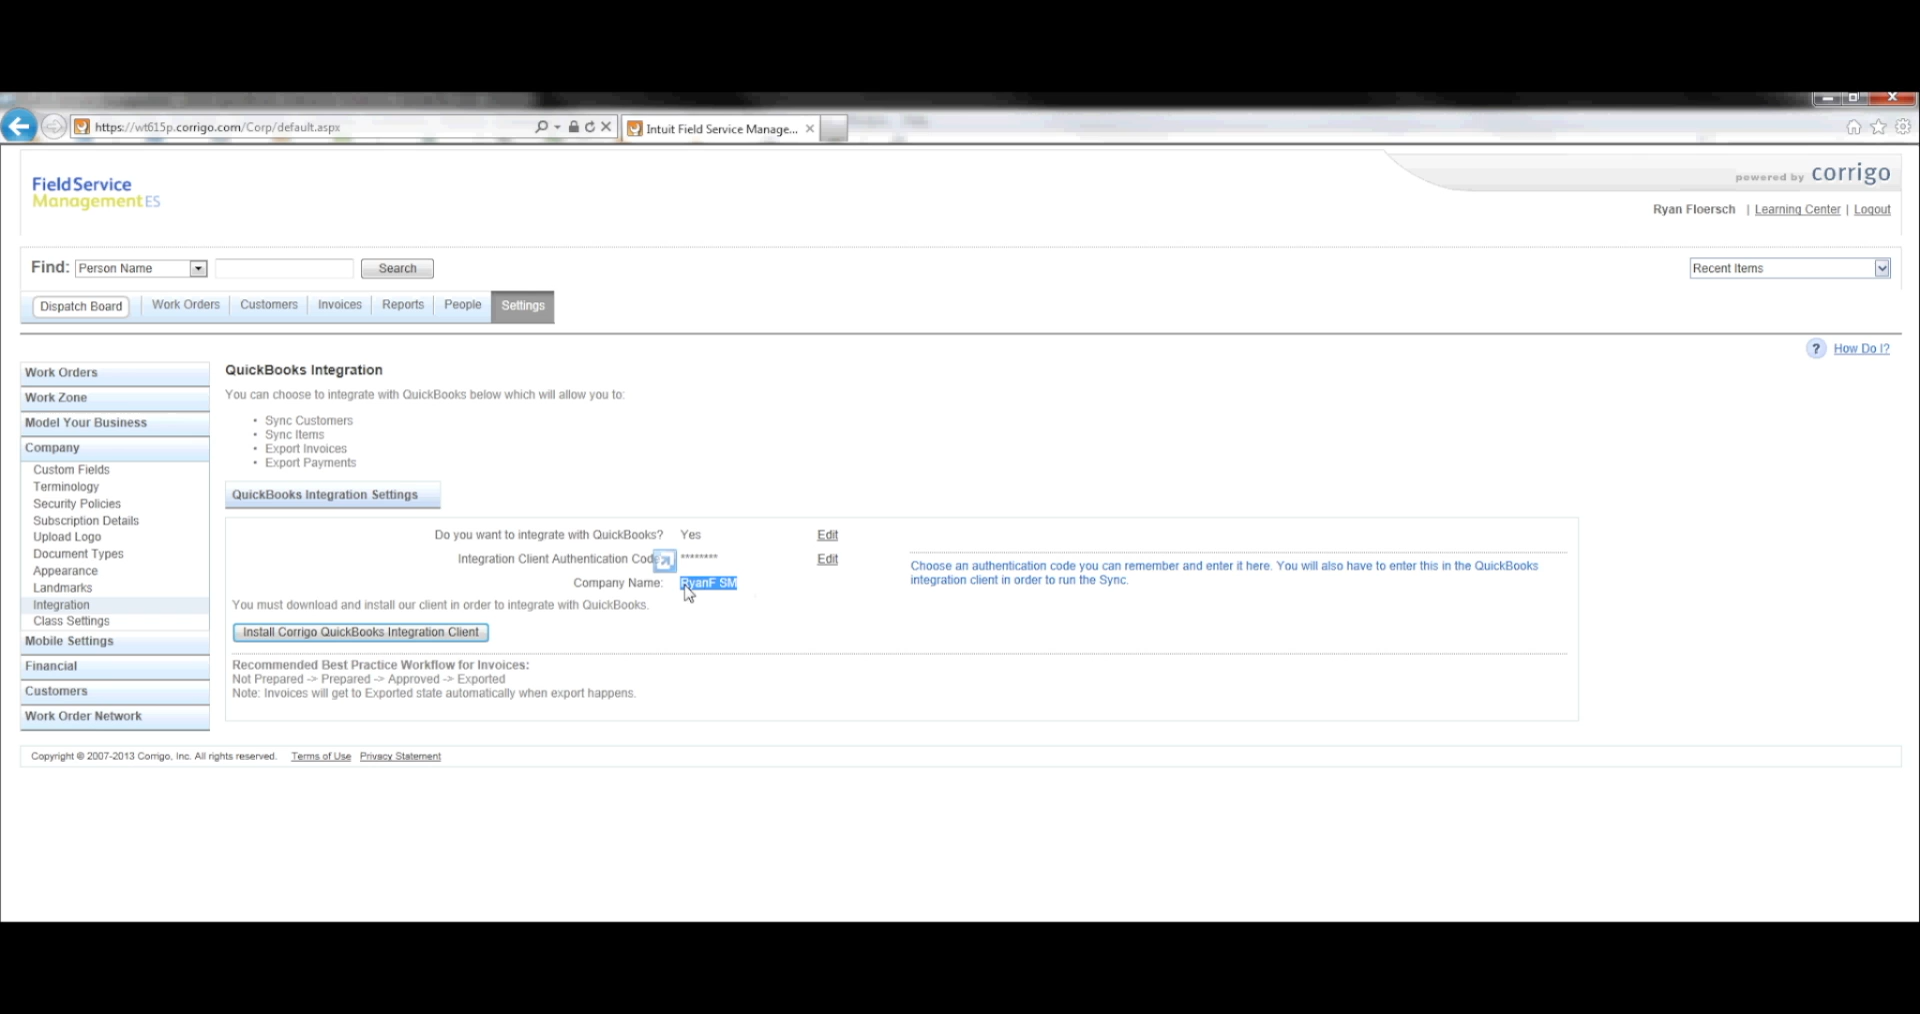 https://wt615p.corrigo.com/Corp/default.aspx
Intuit Field Service Manage...
FieldService
ManagementES
powered by corrigo
Ryan Floersch | Learning Center | Logout
Find: Person Name Search
Recent Items
Dispatch Board Work Orders Customers Invoices Reports People Settings
? How Do I?
Work Orders
Work Zone
Model Your Business
Company
Custom Fields
Terminology
Security Policies
Subscription Details
Upload Logo
Document Types
Appearance
Landmarks
Integration
Class Settings
Mobile Settings
Financial
Customers
Work Order Network
QuickBooks Integration
You can choose to integrate with QuickBooks below which will allow you to:
• Sync Customers
• Sync Items
• Export Invoices
• Export Payments
QuickBooks Integration Settings
Do you want to integrate with QuickBooks? Yes Edit
Integration Client Authentication Code ******** Edit
Company Name: RyanF SM
Choose an authentication code you can remember and enter it here. You will also have to enter this in the QuickBooks
integration client in order to run the Sync.
You must download and install our client in order to integrate with QuickBooks.
Install Corrigo QuickBooks Integration Client
Recommended Best Practice Workflow for Invoices:
Not Prepared -> Prepared -> Approved -> Exported
Note: Invoices will get to Exported state automatically when export happens.
Copyright © 2007-2013 Corrigo, Inc. All rights reserved. Terms of Use Privacy Statement